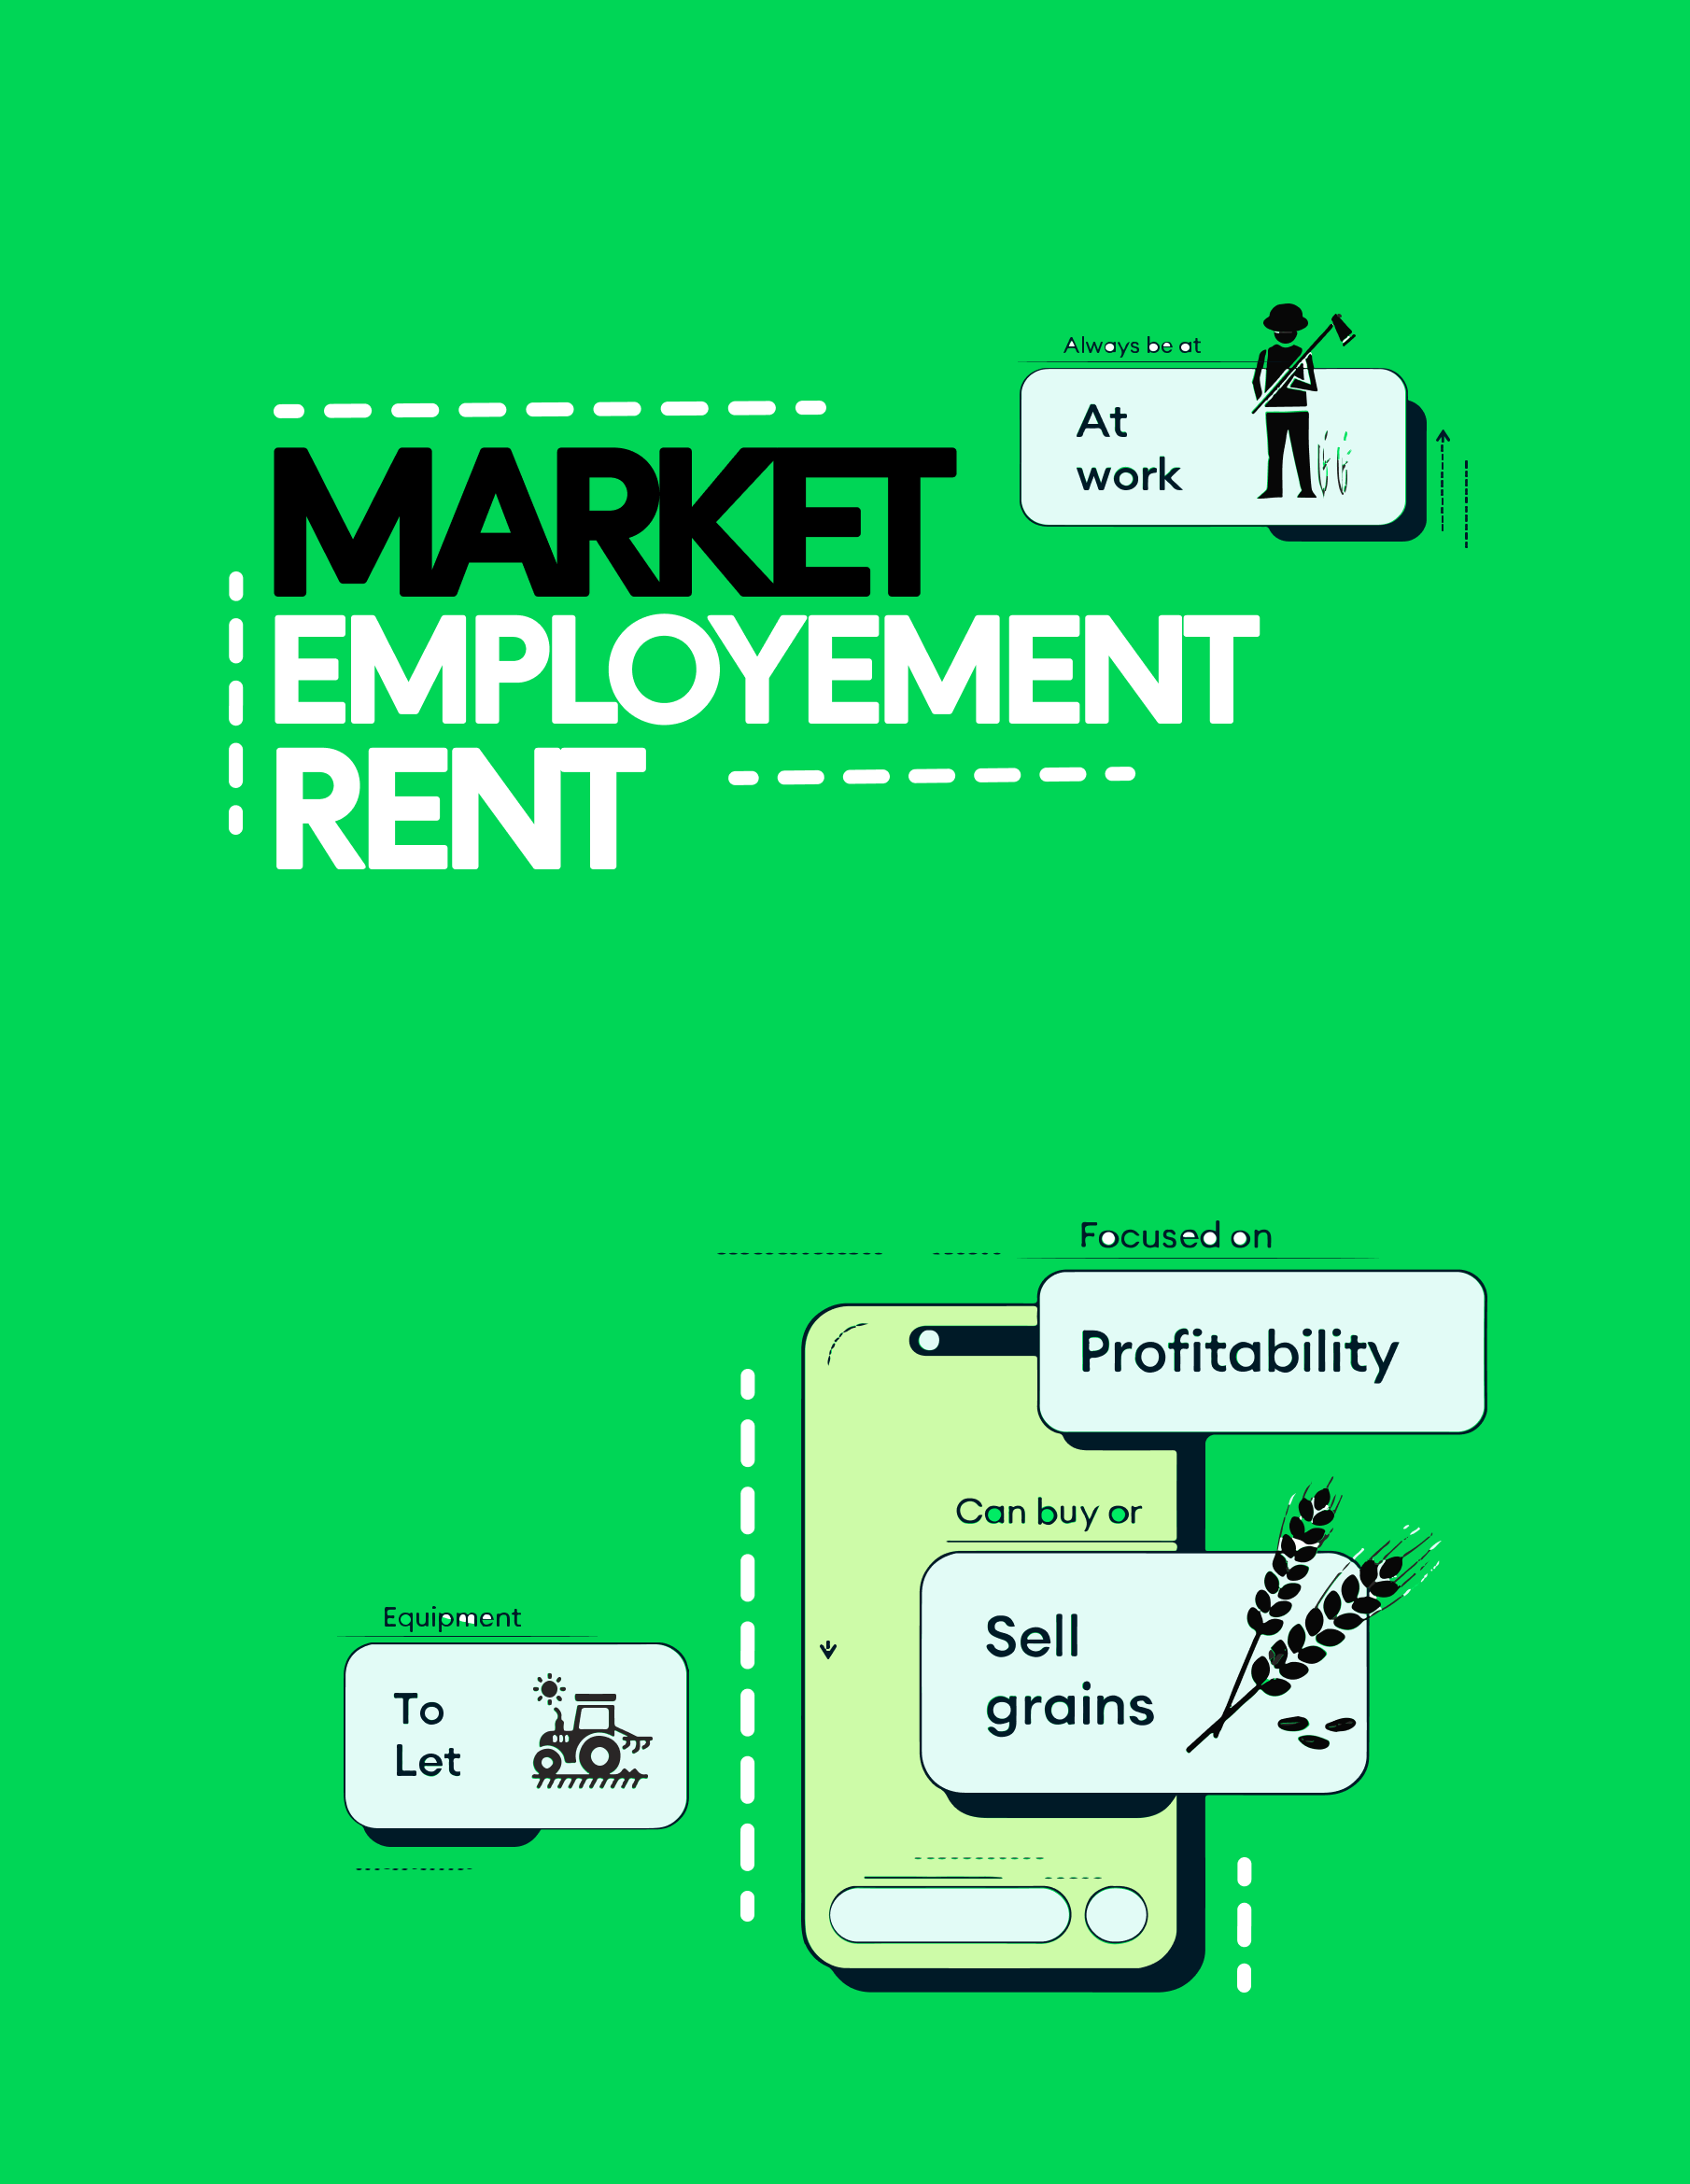 Always be at
At
work
MARKET
EMPLOYEMENT
RENT
Focused on
Profitability
Can buy or
Sell
grains
Equipment
To
Let